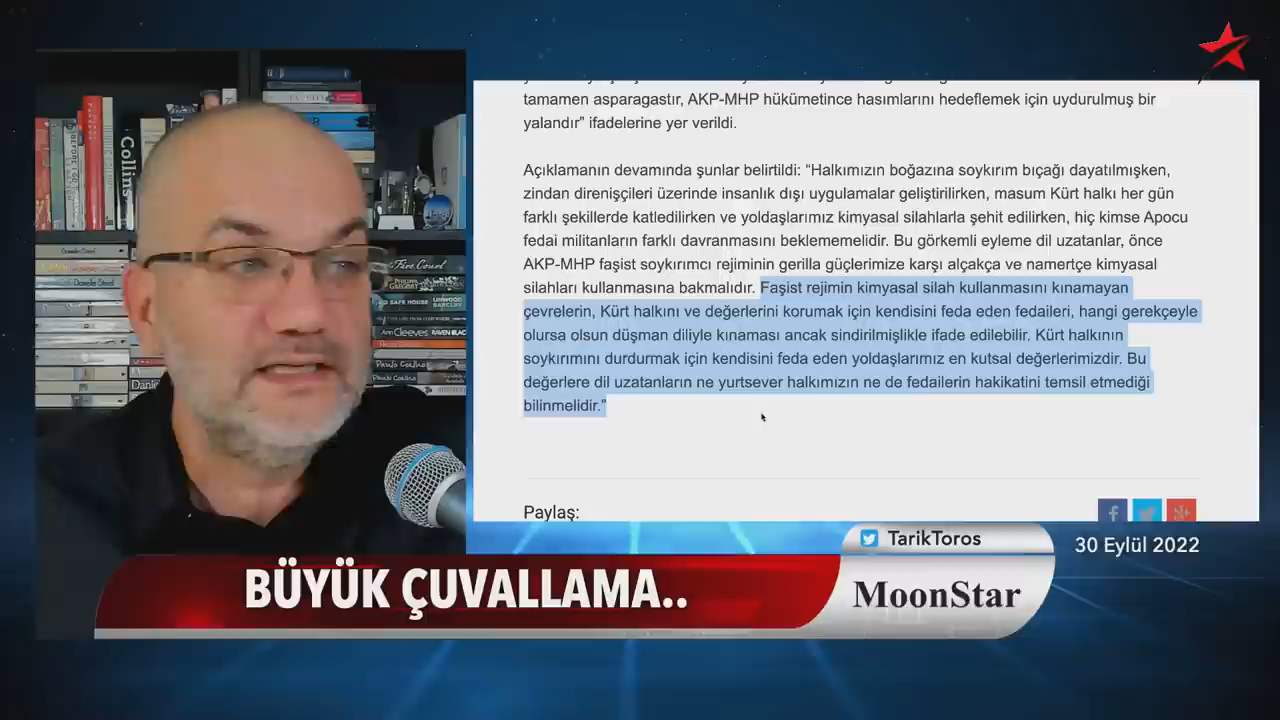 tamamen asparagastır, AKP-MHP hükümetince hasımlarını hedeflemek için uydurulmuş bir
yalandır” ifadelerine yer verildi.
Açıklamanın devamında şunlar belirtildi: “Halkımızın boğazına soykırım bıçağı dayatılmışken,
zindan direnişçileri üzerinde insanlık dışı uygulamalar geliştirilirken, masum Kürt halkı her gün
farklı şekillerde katledilirken ve yoldaşlarımız kimyasal silahlarla şehit edilirken, hiç kimse Apocu
fedai militanların farklı davranmasını beklememelidir. Bu görkemli eyleme dil uzatanlar, önce
AKP-MHP faşist soykırımcı rejiminin gerilla güçlerimize karşı alçakça ve namertçe kimyasal
silahları kullanmasına bakmalıdır. Faşist rejimin kimyasal silah kullanmasını kınamayan
çevrelerin, Kürt halkını ve değerlerini korumak için kendisini feda eden fedaileri, hangi gerekçeyle
olursa olsun düşman diliyle kınaması ancak sindirilmişlikle ifade edilebilir. Kürt halkının
soykırımını durdurmak için kendisini feda eden yoldaşlarımız en kutsal değerlerimizdir. Bu
değerlere dil uzatanların ne yurtsever halkımızın ne de fedailerin hakikatini temsil etmediği
bilinmelidir.”
Paylaş:
TarikToros
30 Eylül 2022
BÜYÜK ÇUVALLAMA..
MoonStar
Collins